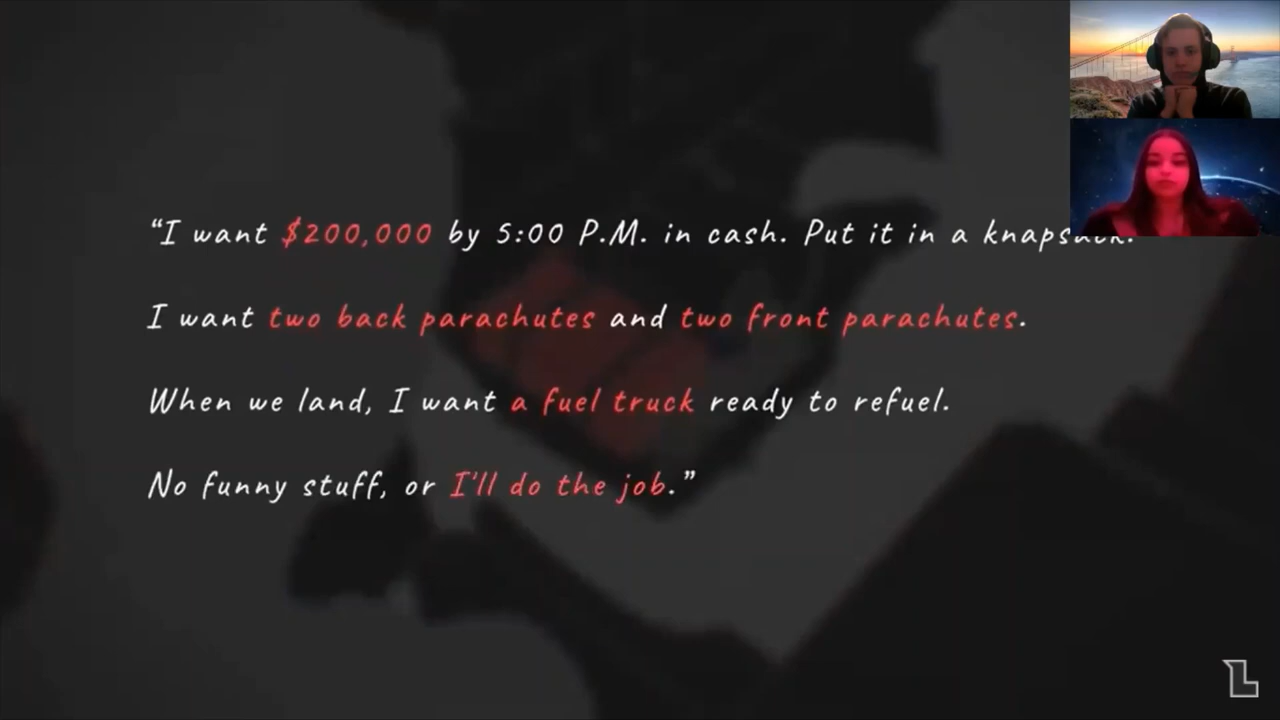 “I want $200,000 by 5:00 P.M. in cash. Put it in a knapsack.
I want two back parachutes and two front parachutes.
When we land, I want a fuel truck ready to refuel.
No funny stuff, or I'll do the job.”
L